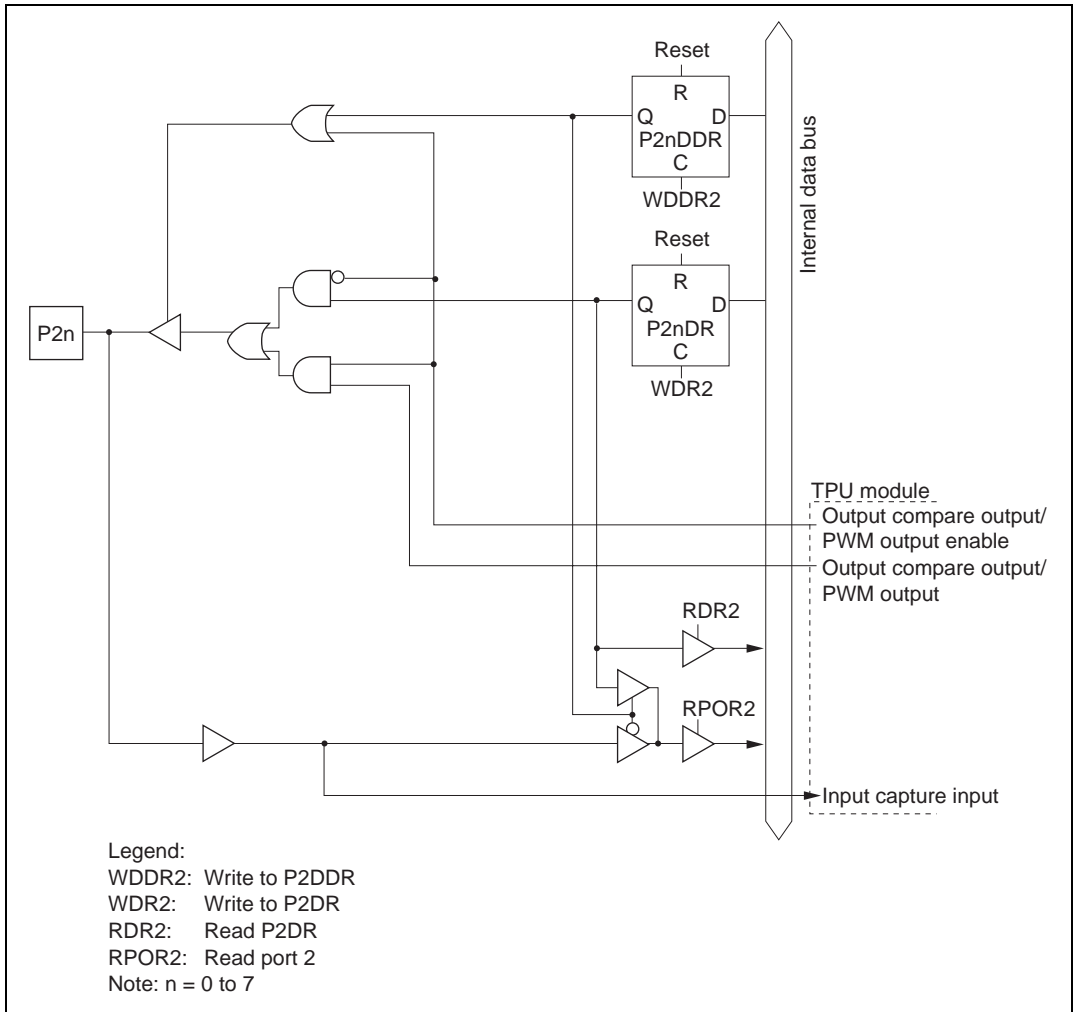 Reset
R
Q D
P2nDDR
C
WDDR2
Internal data bus
Reset
R
Q D
P2nDR
C
WDR2
P2n
TPU module
Output compare output/
PWM output enable
Output compare output/
PWM output
RDR2
RPOR2
Input capture input
Legend:
WDDR2: Write to P2DDR
WDR2: Write to P2DR
RDR2: Read P2DR
RPOR2: Read port 2
Note: n = 0 to 7